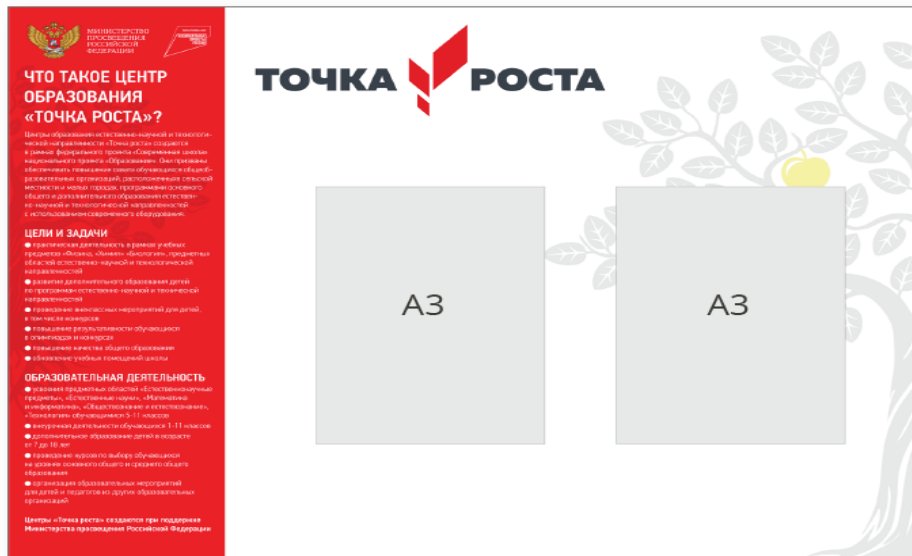 МИНИСТЕРСТВО
ПРОСВЕЩЕНИЯ
РОССИЙСКОЙ
ФЕДЕРАЦИИ
ЧТО ТАКОЕ ЦЕНТР
ОБРАЗОВАНИЯ
«ТОЧКА РОСТА»?
Центры образования естественно-научной и технологи-
ческой направленности «Точка роста» создаются
в рамках федерального проекта «Современная школа»
национального проекта «Образование». Они призваны
обеспечивать повышение охвата обучающихся общеоб-
разовательных организаций, расположенных в сельской
местности и малых городах, программами основного
общего и дополнительного образования естествен-
но-научной и технологической направленностей
с использованием современного оборудования.
ЦЕЛИ И ЗАДАЧИ
● практическая деятельность в рамках учебных
предметов «Физика, «Химия» «Биология», предметных
областей естественно-научной и технологической
направленностей
● развитие дополнительного образования детей
по программам естественно-научной и технической
направленностей
● проведение внеклассных мероприятий для детей,
в том числе конкурсов
● повышение результативности обучающихся
в олимпиадах и конкурсах
● повышение качества общего образования
● обновление учебных помещений школы
ОБРАЗОВАТЕЛЬНАЯ ДЕЯТЕЛЬНОСТЬ
● усвоения предметных областей «Естественнонаучные
предметы», «Естественные науки», «Математика
и информатика», «Обществознание и естествознание»,
«Технология» обучающимися 5-11 классов
● внеурочная деятельности обучающихся 1-11 классов
● дополнительное образование детей в возрасте
от 7 до 18 лет
● проведение курсов по выбору обучающихся
на уровнях основного общего и среднего общего
образования
● организация образовательных мероприятий
для детей и педагогов из других образовательных
организаций
Центры «Точка роста» создаются при поддержке
Министерства просвещения Российской Федерации
ТОЧКА РОСТА
А3
А3